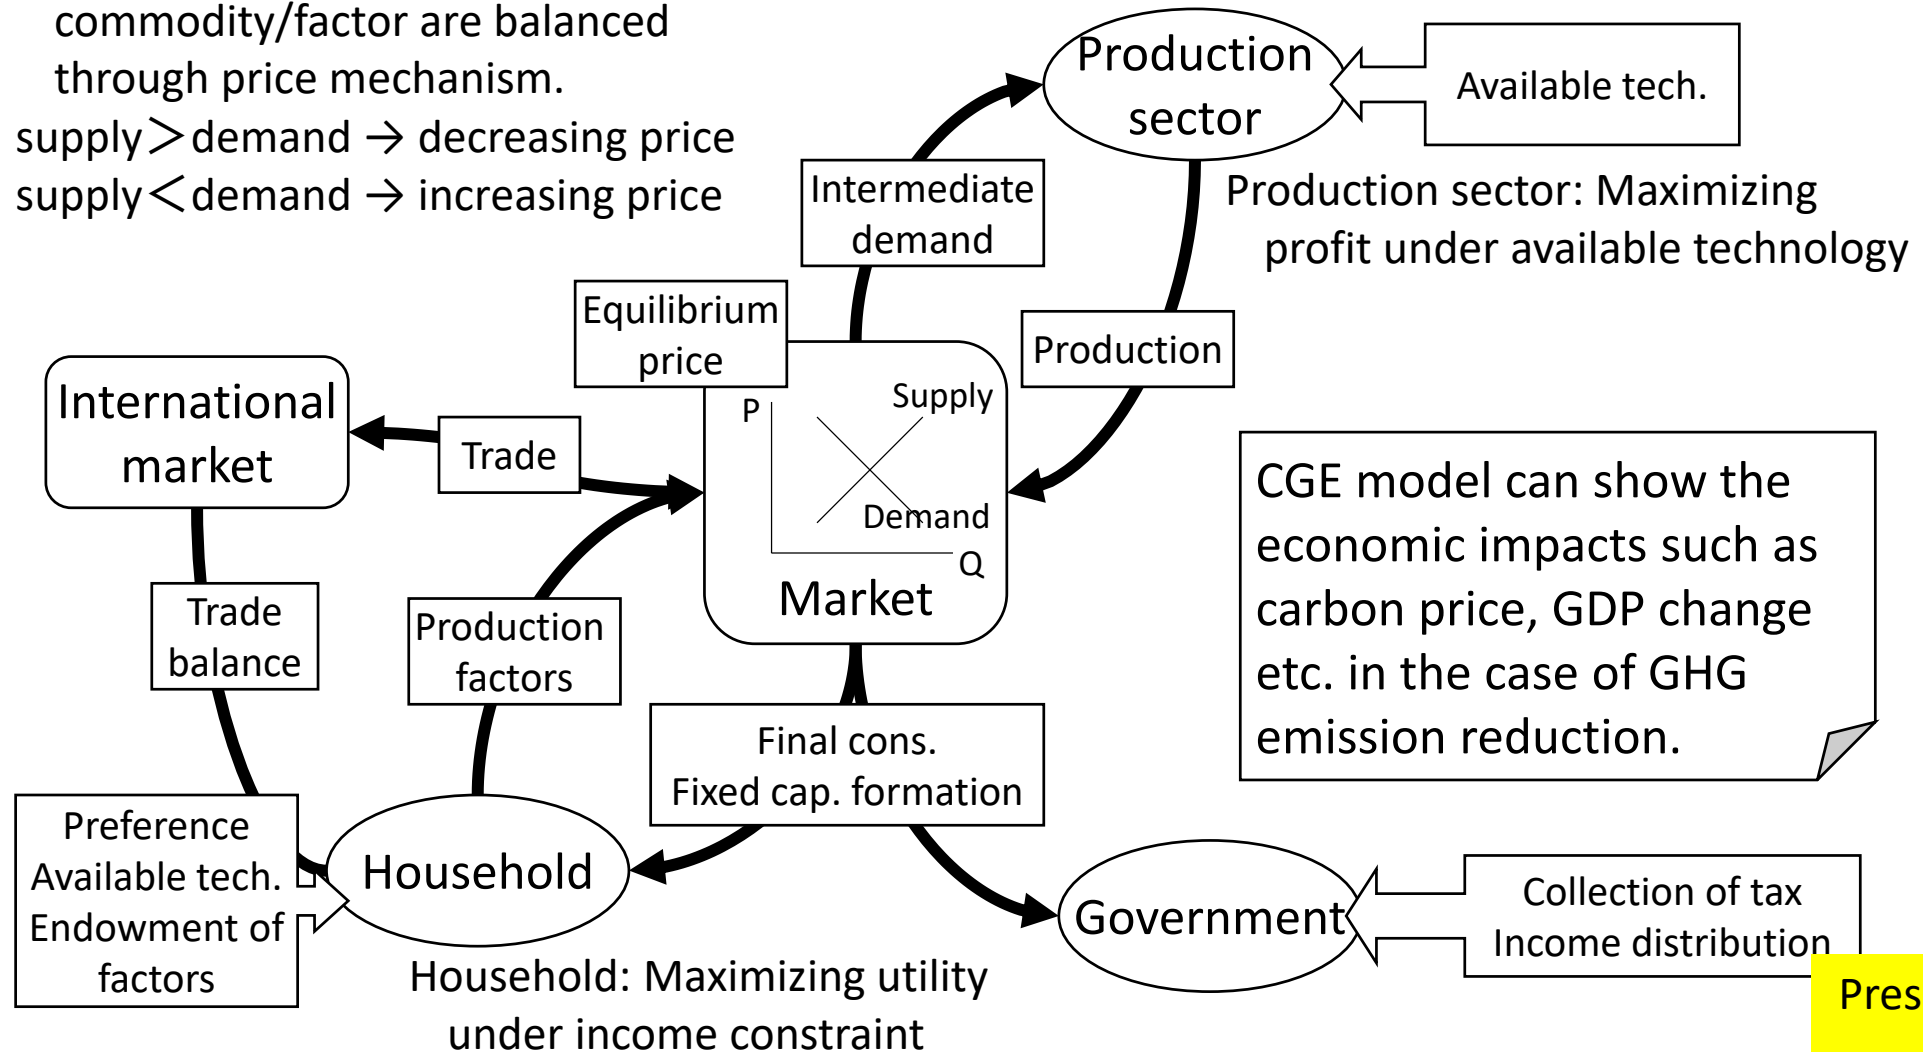 commodity/factor are balanced
through price mechanism.
supply＞demand → decreasing price
supply＜demand → increasing price
Production
sector
Available tech.
Production sector: Maximizing
profit under available technology
Intermediate
demand
Equilibrium
price
Production
International
market
Trade
P
Supply
Demand
Q
Market
CGE model can show the
economic impacts such as
carbon price, GDP change
etc. in the case of GHG
emission reduction.
Trade
balance
Production
factors
Final cons.
Fixed cap. formation
Preference
Available tech.
Endowment of
factors
Household
Government
Collection of tax
Income distribution
Household: Maximizing utility
under income constraint
Pres